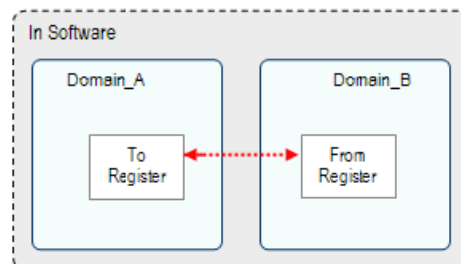 In Software
Domain_A
Domain_B
To
Register
From
Register